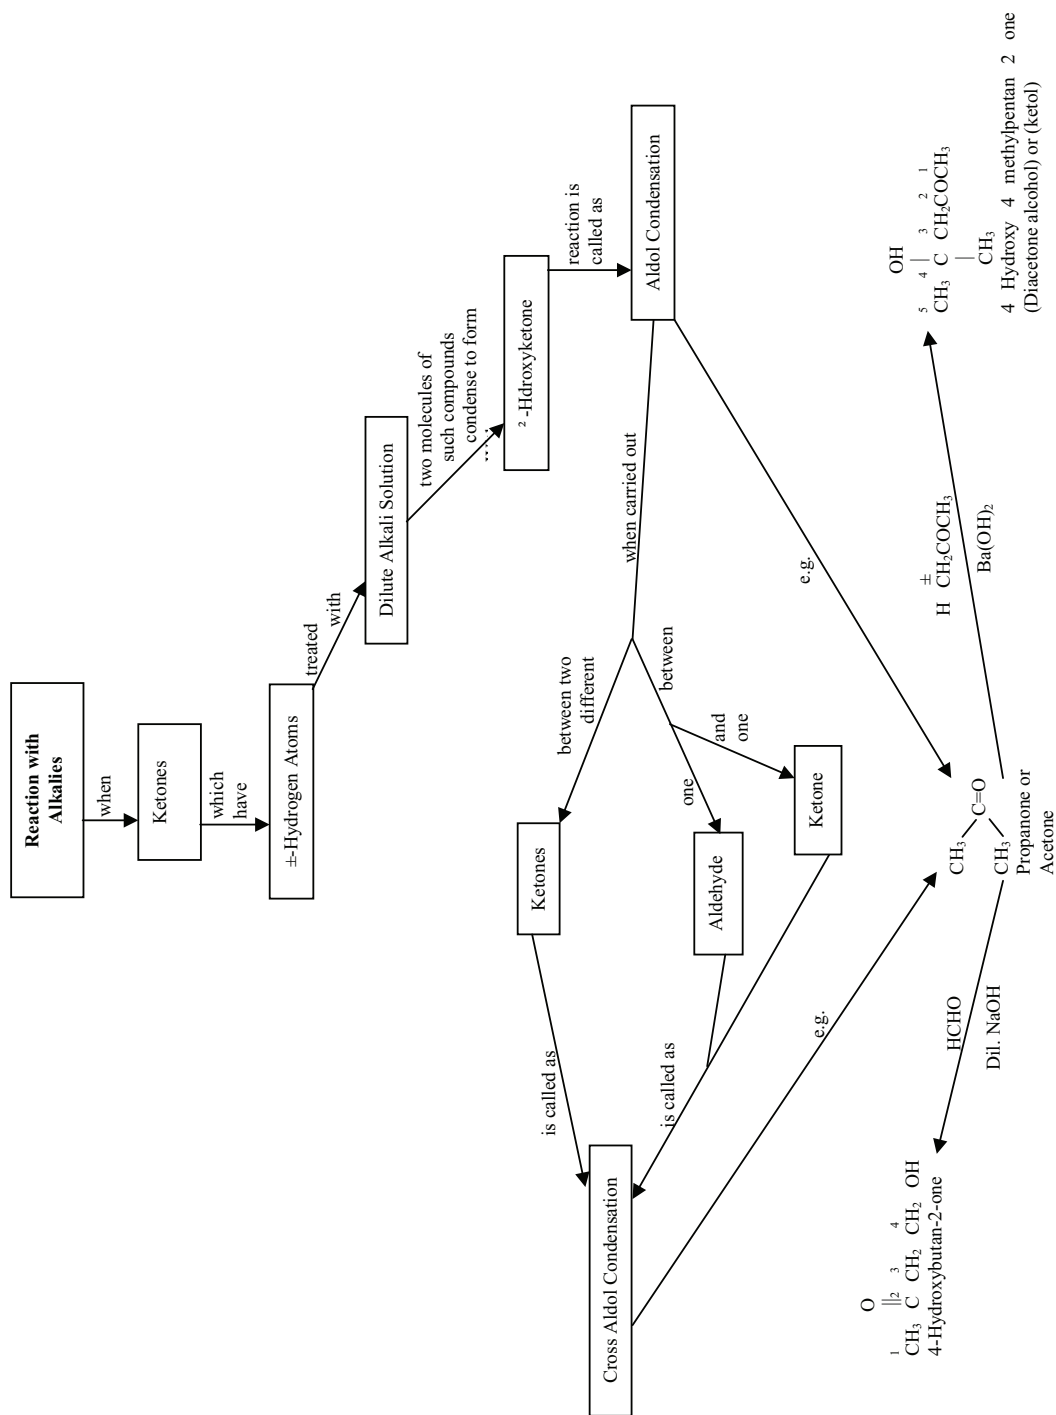 Reaction with
Alkalies
when
Ketones
which
have
±-Hydrogen Atoms
treated
with
Dilute Alkali Solution
two molecules of
such compounds
condense to form
² -Hdroxyketone
reaction is
called as
Aldol Condensation
when carried out
between two
different
Ketones
between
one
Aldehyde
and
one
Ketone
is called as
is called as
Cross Aldol Condensation
e.g.
e.g.
CH₃
C=O
CH₃
Propanone or
Acetone
HCHO
Dil. NaOH
O
||
1 2 3 4
CH₃ C CH₂ CH₂ OH
4-Hydroxybutan-2-one
±
H CH₂COCH₃
Ba(OH)₂
OH
|
5 4 3 2 1
CH₃ C CH₂COCH₃
|
CH₃
4 Hydroxy 4 methylpentan 2 one
(Diacetone alcohol) or (ketol)